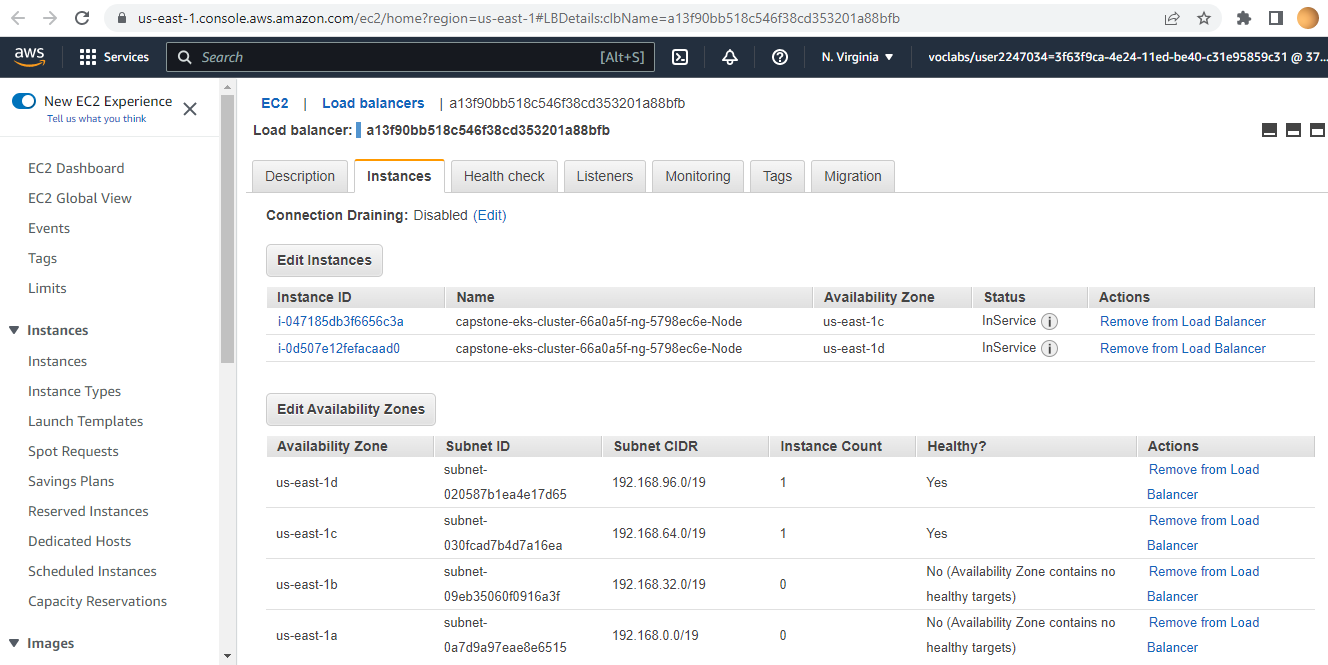 us-east-1.console.aws.amazon.com/ec2/home?region=us-east-1#LBDetails:clbName=a13f90bb518c546f38cd353201a88bfb
aws Services Search [Alt+S] N. Virginia voclabs/user2247034=3f63f9ca-4e24-11ed-be40-c31e95859c31 @ 37...
New EC2 Experience
Tell us what you think
EC2 Dashboard
EC2 Global View
Events
Tags
Limits
Instances
Instances
Instance Types
Launch Templates
Spot Requests
Savings Plans
Reserved Instances
Dedicated Hosts
Scheduled Instances
Capacity Reservations
Images
EC2 | Load balancers | a13f90bb518c546f38cd353201a88bfb
Load balancer: a13f90bb518c546f38cd353201a88bfb
Description Instances Health check Listeners Monitoring Tags Migration
Connection Draining: Disabled (Edit)
Edit Instances
Instance ID Name Availability Zone Status Actions
i-047185db3f6656c3a capstone-eks-cluster-66a0a5f-ng-5798ec6e-Node us-east-1c InService i Remove from Load Balancer
i-0d507e12fefacaad0 capstone-eks-cluster-66a0a5f-ng-5798ec6e-Node us-east-1d InService i Remove from Load Balancer
Edit Availability Zones
Availability Zone Subnet ID Subnet CIDR Instance Count Healthy? Actions
us-east-1d subnet-020587b1ea4e17d65 192.168.96.0/19 1 Yes Remove from Load Balancer
us-east-1c subnet-030fcad7b4d7a16ea 192.168.64.0/19 1 Yes Remove from Load Balancer
us-east-1b subnet-09eb35060f0916a3f 192.168.32.0/19 0 No (Availability Zone contains no healthy targets) Remove from Load Balancer
us-east-1a subnet-0a7d9a97eae8e6515 192.168.0.0/19 0 No (Availability Zone contains no healthy targets) Remove from Load Balancer